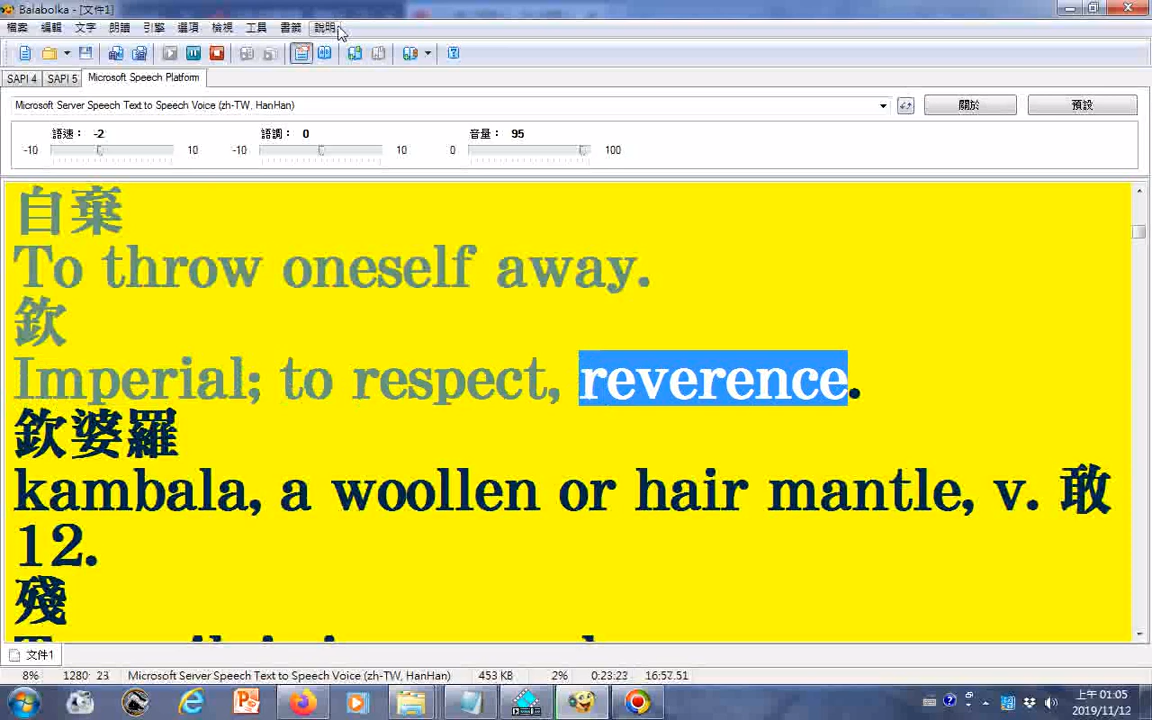 Balabolka - [文件1]
檔案 編輯 文字 朗讀 引擎 選項 檢視 工具 書籤 說明
SAPI 4 SAPI 5 Microsoft Speech Platform
Microsoft Server Speech Text to Speech Voice (zh-TW, HanHan) 關於 預設
語速： -2 語調： 0 音量： 95
-10 10 -10 10 0 100
自棄
To throw oneself away.
欽
Imperial; to respect, reverence.
欽婆羅
kambala, a woollen or hair mantle, v. 敢
12.
殘
文件1
8% 1280: 23 Microsoft Server Speech Text to Speech Voice (zh-TW, HanHan) 453 KB 2% 0:23:23 16:57.51
上午 01:05
2019/11/12